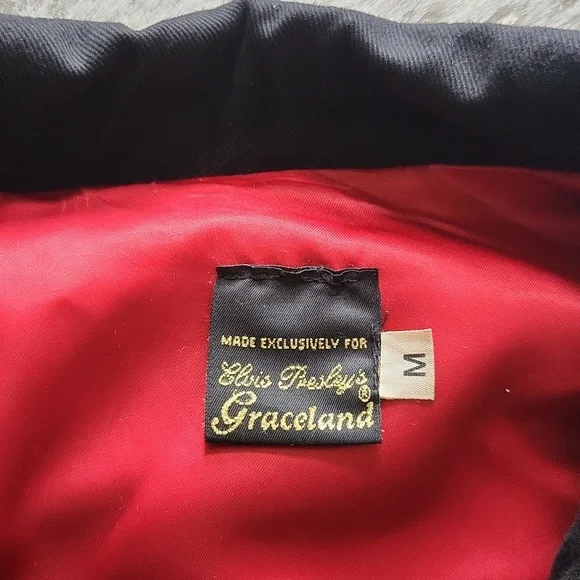 MADE EXCLUSIVELY FOR
Elvis Presley's
Graceland®
M